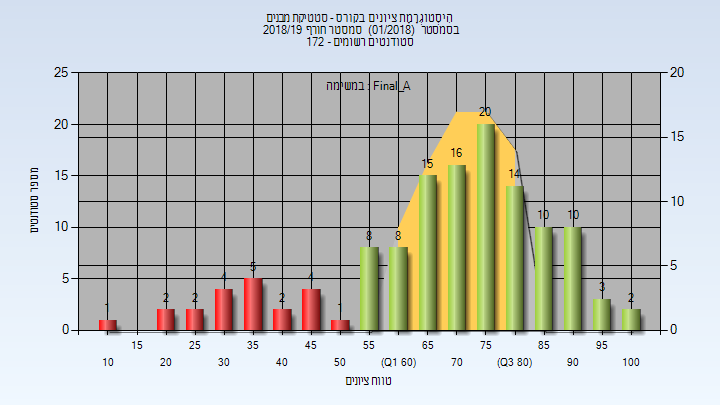 הִיסְטוֹגְרָמַת ציונים בקורס - סטטיקת מבנים
בסמסטר (01/2018) סמסטר חורף 2018/19
סטודנטים רשומים - 172
במשימה : Final_A
25 20
20 15
15 10
10 5
5 0
0
מספר סטודנטים
1 2 2 4 5 2 4 1 8 8 15 16 20 14 10 10 3 2
15 25 35 45 55 65 75 85 95
10 20 30 40 50 (Q1 60) 70 (Q3 80) 90 100
טווח ציונים